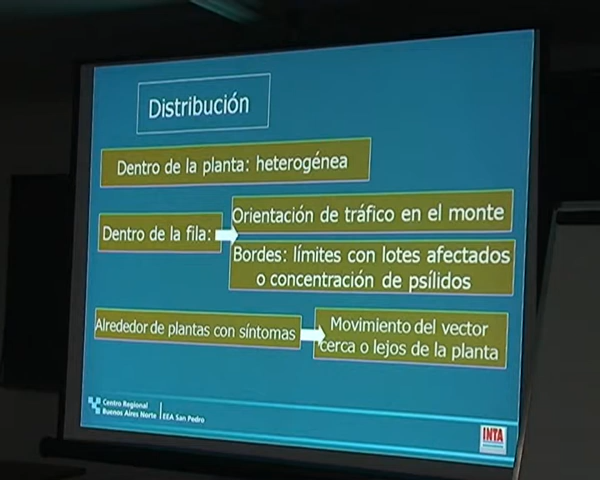 Distribución
Dentro de la planta: heterogénea
Dentro de la fila:
Orientación de tráfico en el monte
Bordes: límites con lotes afectados
o concentración de psílidos
Alrededor de plantas con síntomas
Movimiento del vector
cerca o lejos de la planta
Centro Regional
Buenos Aires Norte
EEA San Pedro
INTA